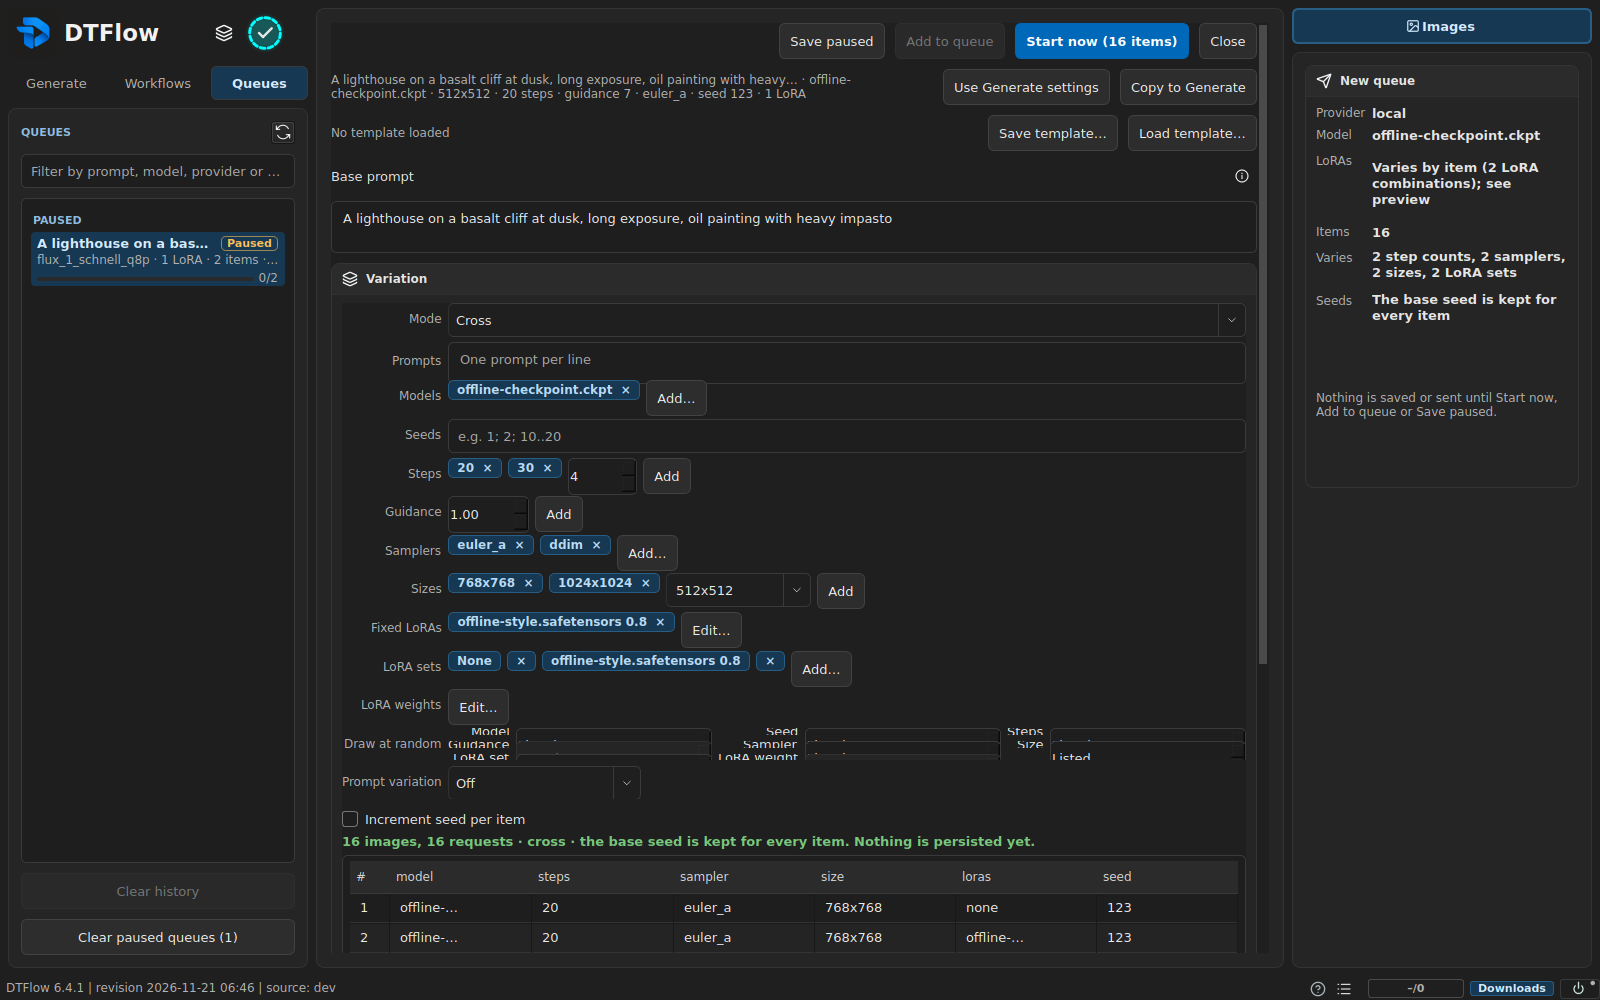 DTFlow
Generate
Workflows
Queues
QUEUES
Filter by prompt, model, provider or ...
PAUSED
A lighthouse on a bas...
Paused
flux_1_schnell_q8p · 1 LoRA · 2 items ·...
0/2
Clear history
Clear paused queues (1)
Save paused
Add to queue
Start now (16 items)
Close
A lighthouse on a basalt cliff at dusk, long exposure, oil painting with heavy... · offline-
checkpoint.ckpt · 512x512 · 20 steps · guidance 7 · euler_a · seed 123 · 1 LoRA
Use Generate settings
Copy to Generate
No template loaded
Save template...
Load template...
Base prompt
A lighthouse on a basalt cliff at dusk, long exposure, oil painting with heavy impasto
Variation
Mode
Cross
Prompts
One prompt per line
Models
offline-checkpoint.ckpt ×
Add...
Seeds
e.g. 1; 2; 10..20
Steps
20 ×
30 ×
4
Add
Guidance
1.00
Add
Samplers
euler_a ×
ddim ×
Add...
Sizes
768x768 ×
1024x1024 ×
512x512
Add
Fixed LoRAs
offline-style.safetensors 0.8 ×
Edit...
LoRA sets
None
×
offline-style.safetensors 0.8
×
Add...
LoRA weights
Edit...
Draw at random
Model
Seed
Steps
Guidance
Sampler
Size
LoRA set
LoRA weight
Listed
Prompt variation
Off
Increment seed per item
16 images, 16 requests · cross · the base seed is kept for every item. Nothing is persisted yet.
# model steps sampler size loras seed
1 offline-... 20 euler_a 768x768 none 123
2 offline-... 20 euler_a 768x768 offline-... 123
Images
New queue
Provider local
Model offline-checkpoint.ckpt
LoRAs Varies by item (2 LoRA
combinations); see
preview
Items 16
Varies 2 step counts, 2 samplers,
2 sizes, 2 LoRA sets
Seeds The base seed is kept for
every item
Nothing is saved or sent until Start now,
Add to queue or Save paused.
DTFlow 6.4.1 | revision 2026-11-21 06:46 | source: dev
-/0
Downloads